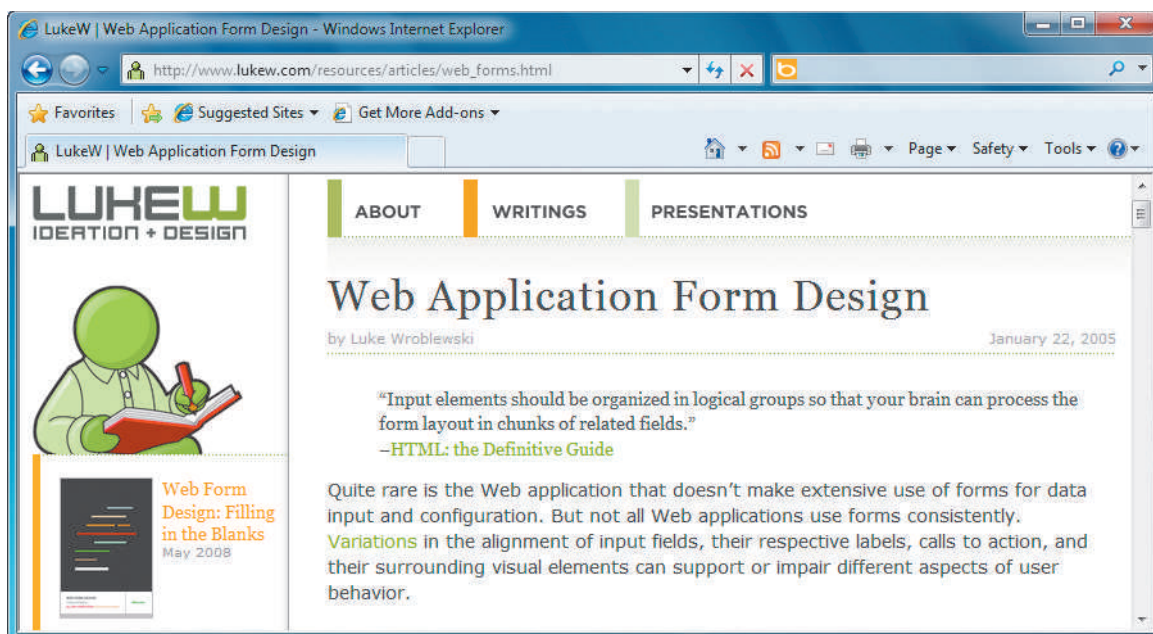 LukeW | Web Application Form Design - Windows Internet Explorer
http://www.lukew.com/resources/articles/web_forms.html
Favorites Suggested Sites Get More Add-ons
LukeW | Web Application Form Design
Page Safety Tools
LUKEW
IDEATION + DESIGN
ABOUT WRITINGS PRESENTATIONS
Web Application Form Design
by Luke Wroblewski January 22, 2005
“Input elements should be organized in logical groups so that your brain can process the
form layout in chunks of related fields.”
–HTML: the Definitive Guide
Quite rare is the Web application that doesn’t make extensive use of forms for data
input and configuration. But not all Web applications use forms consistently.
Variations in the alignment of input fields, their respective labels, calls to action, and
their surrounding visual elements can support or impair different aspects of user
behavior.
Web Form
Design: Filling
in the Blanks
May 2008